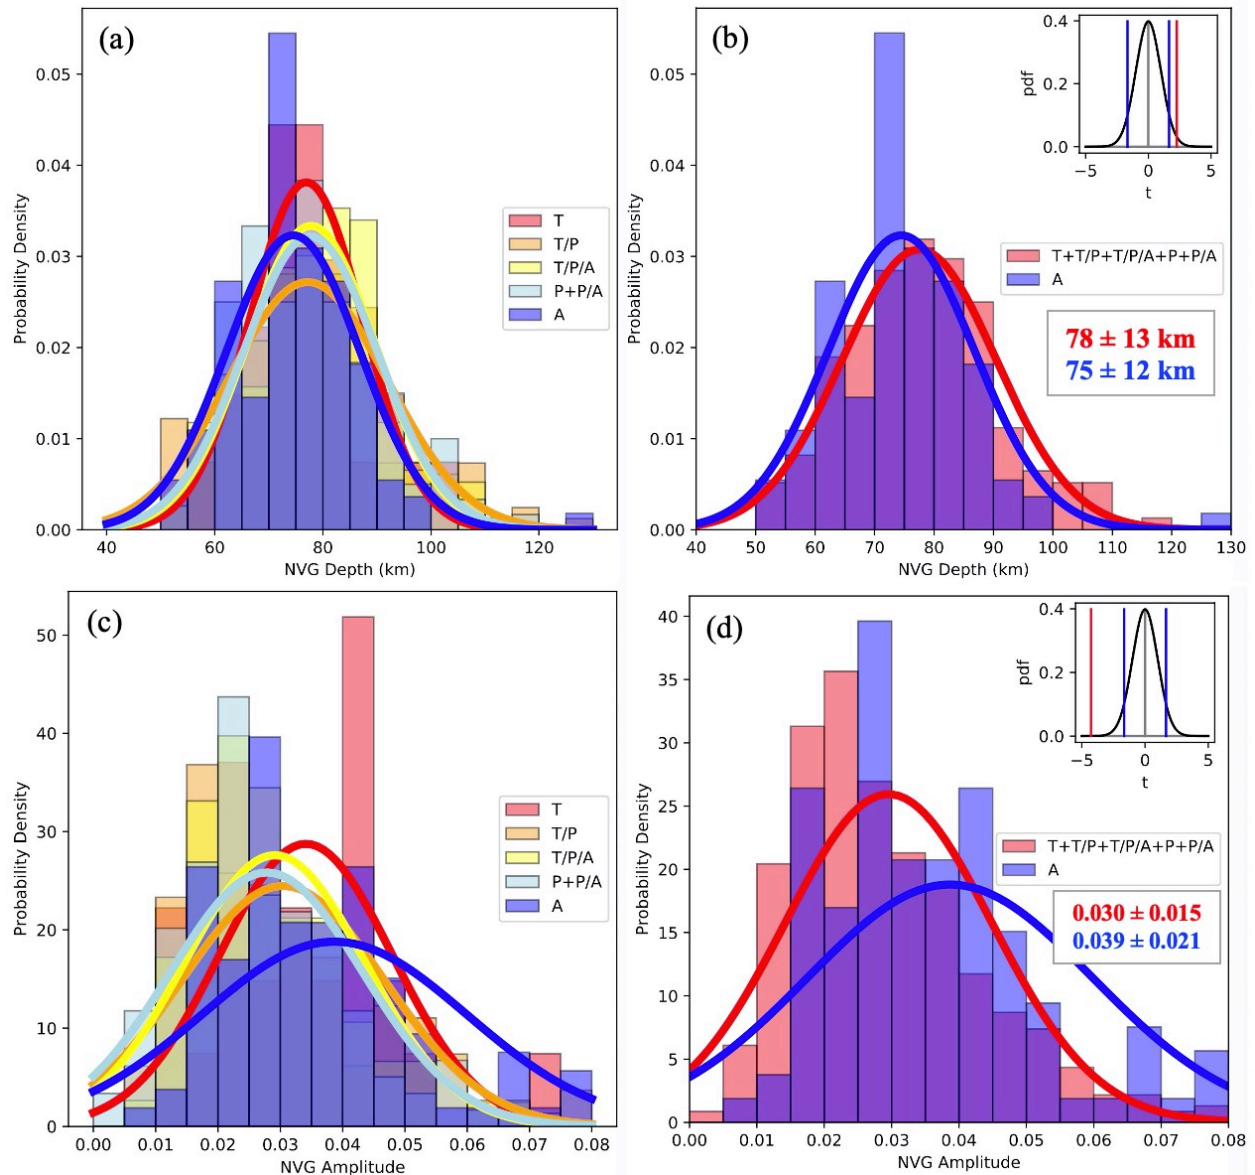 (a)
0.05
0.04
0.03
0.02
0.01
0.00
Probability Density
T
T/P
T/P/A
P+P/A
A
40 60 80 100 120
NVG Depth (km)
(b)
0.05
0.04
0.03
0.02
0.01
0.00
Probability Density
0.4
0.2
0.0
pdf
−5 0 5
t
T+T/P+T/P/A+P+P/A
A
78 ± 13 km
75 ± 12 km
40 50 60 70 80 90 100 110 120 130
NVG Depth (km)
(c)
50
40
30
20
10
0
Probability Density
T
T/P
T/P/A
P+P/A
A
0.00 0.01 0.02 0.03 0.04 0.05 0.06 0.07 0.08
NVG Amplitude
(d)
40
35
30
25
20
15
10
5
0
Probability Density
0.4
0.2
0.0
pdf
−5 0 5
t
T+T/P+T/P/A+P+P/A
A
0.030 ± 0.015
0.039 ± 0.021
0.00 0.01 0.02 0.03 0.04 0.05 0.06 0.07 0.08
NVG Amplitude